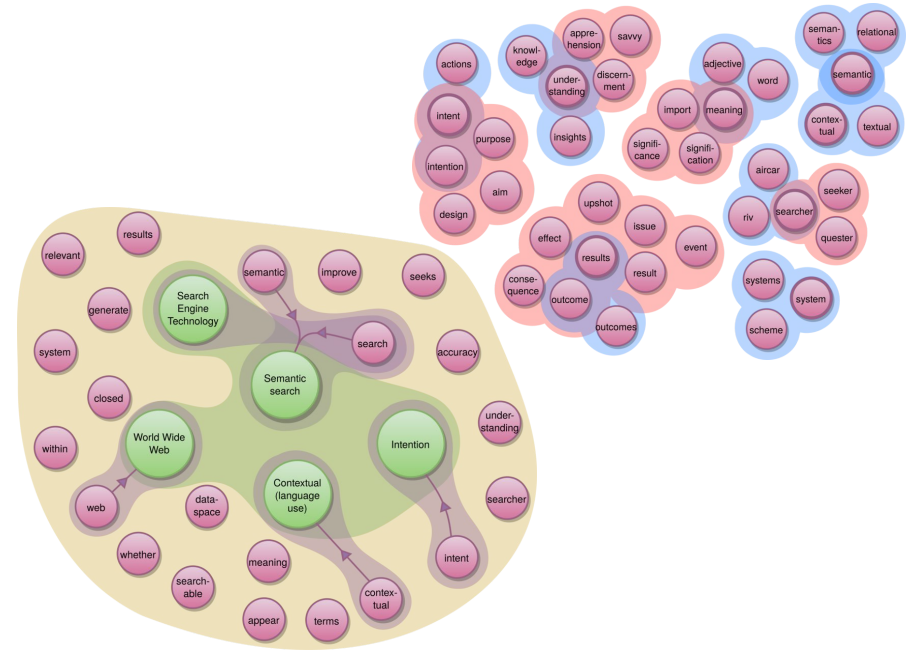 actions
knowl-
edge
appre-
hension
savvy
under-
standing
discern-
ment
insights
intent
purpose
intention
aim
design
adjective
word
import
meaning
signifi-
cance
signifi-
cation
seman-
tics
relational
semantic
contex-
tual
textual
aircar
riv
searcher
seeker
quester
upshot
effect
issue
event
results
result
conse-
quence
outcome
outcomes
systems
system
scheme
relevant
results
semantic
improve
seeks
generate
Search
Engine
Technology
search
system
accuracy
Semantic
search
closed
under-
standing
within
World Wide
Web
Intention
Contextual
(language
use)
web
data-
space
searcher
whether
meaning
intent
search-
able
contex-
tual
appear
terms